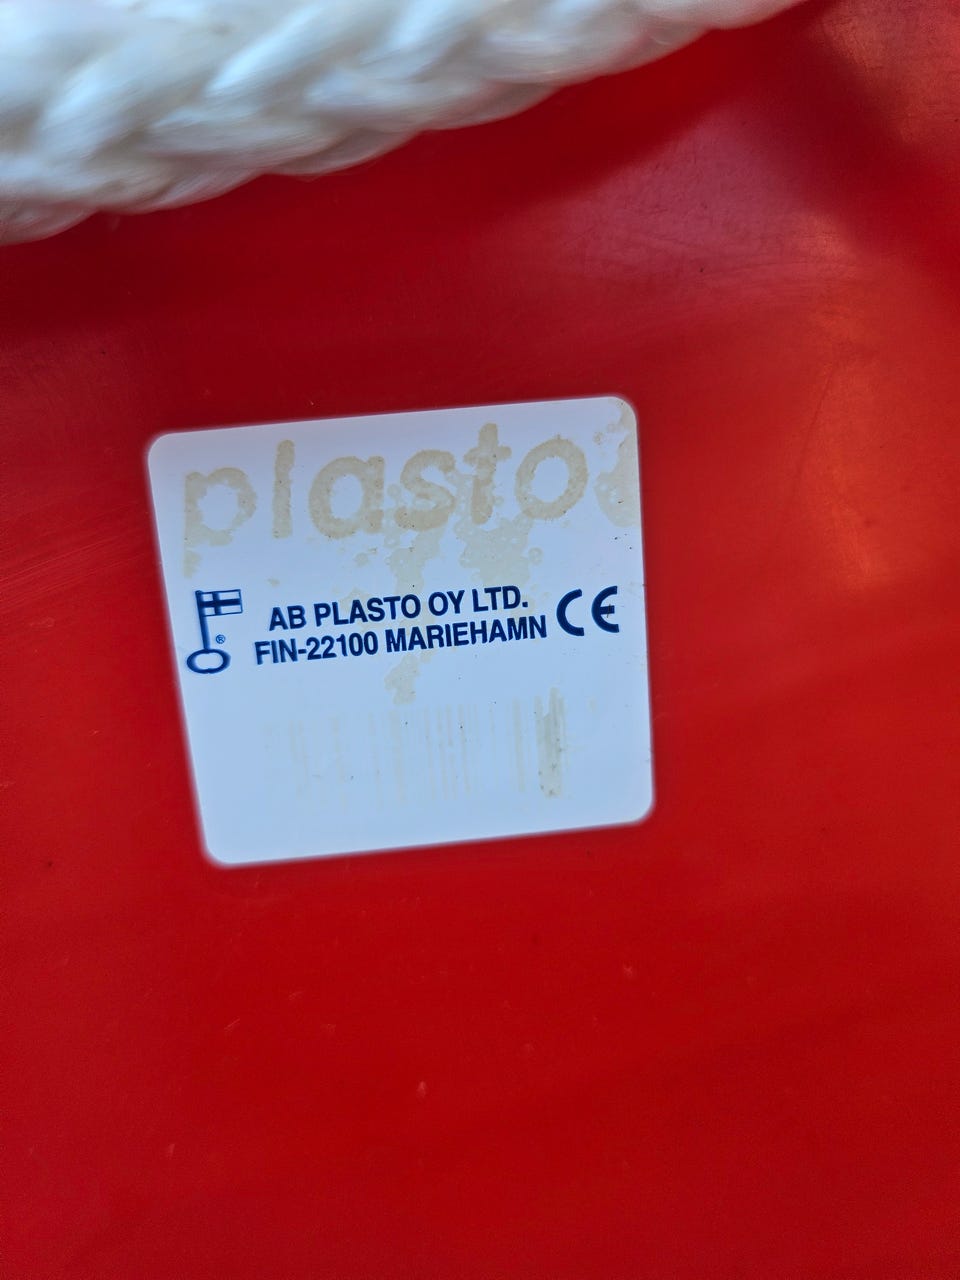 plasto
®
AB PLASTO OY LTD.
FIN-22100 MARIEHAMN
CE